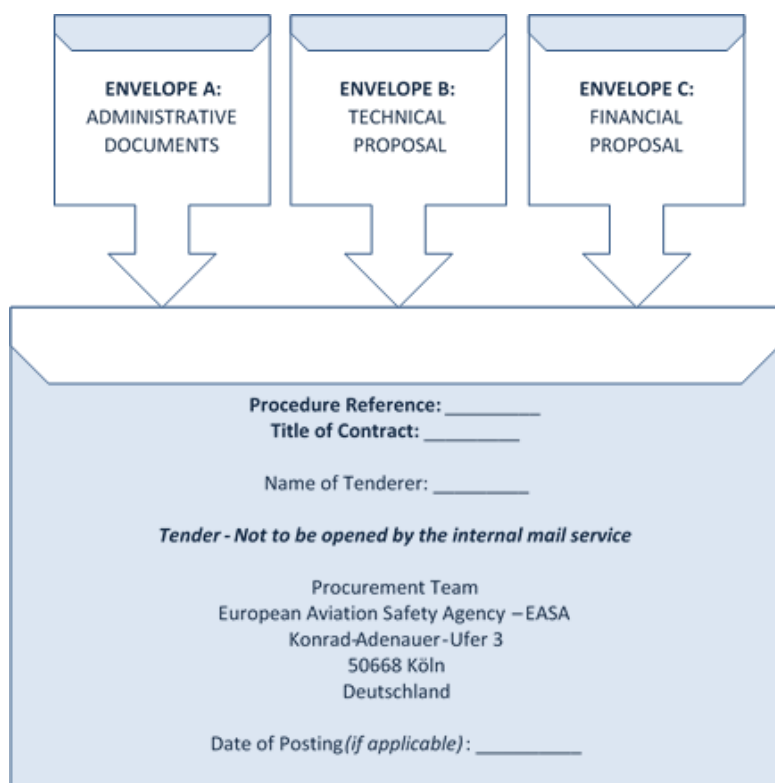 ENVELOPE A:
ADMINISTRATIVE
DOCUMENTS
ENVELOPE B:
TECHNICAL
PROPOSAL
ENVELOPE C:
FINANCIAL
PROPOSAL
Procedure Reference: _________
Title of Contract: _________
Name of Tenderer: _________
Tender - Not to be opened by the internal mail service
Procurement Team
European Aviation Safety Agency – EASA
Konrad-Adenauer-Ufer 3
50668 Köln
Deutschland
Date of Posting (if applicable) : __________